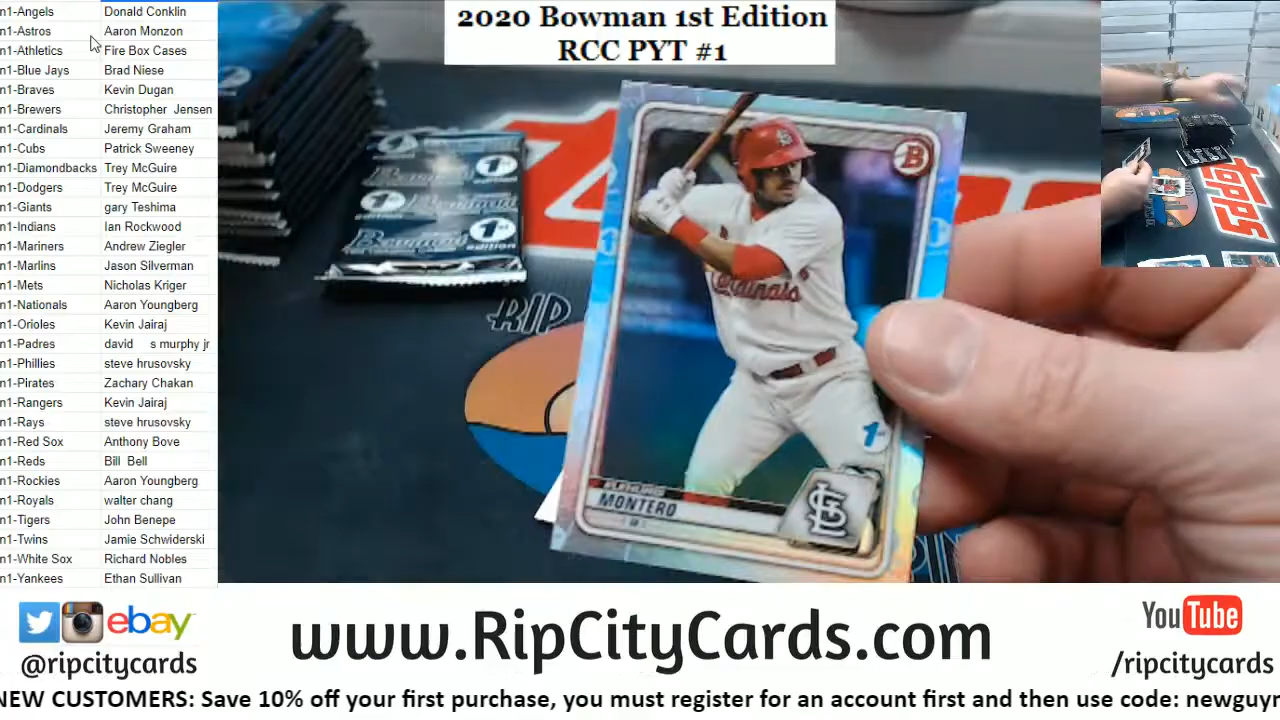 n1-Angels Donald Conklin
n1-Astros Aaron Monzon
n1-Athletics Fire Box Cases
n1-Blue Jays Brad Niese
n1-Braves Kevin Dugan
n1-Brewers Christopher Jensen
n1-Cardinals Jeremy Graham
n1-Cubs Patrick Sweeney
n1-Diamondbacks Trey McGuire
n1-Dodgers Trey McGuire
n1-Giants gary Teshima
n1-Indians Ian Rockwood
n1-Mariners Andrew Ziegler
n1-Marlins Jason Silverman
n1-Mets Nicholas Kriger
n1-Nationals Aaron Youngberg
n1-Orioles Kevin Jairaj
n1-Padres david s murphy jr
n1-Phillies steve hrusovsky
n1-Pirates Zachary Chakan
n1-Rangers Kevin Jairaj
n1-Rays steve hrusovsky
n1-Red Sox Anthony Bove
n1-Reds Bill Bell
n1-Rockies Aaron Youngberg
n1-Royals walter chang
n1-Tigers John Benepe
n1-Twins Jamie Schwiderski
n1-White Sox Richard Nobles
n1-Yankees Ethan Sullivan
2020 Bowman 1st Edition
RCC PYT #1
Bowman 1st edition
RIP
B
Cardinals
1st
MONTERO
STL
TOPPS
ebay
@ripcitycards
www.RipCityCards.com
YouTube
/ripcitycards
NEW CUSTOMERS: Save 10% off your first purchase, you must register for an account first and then use code: newguyr